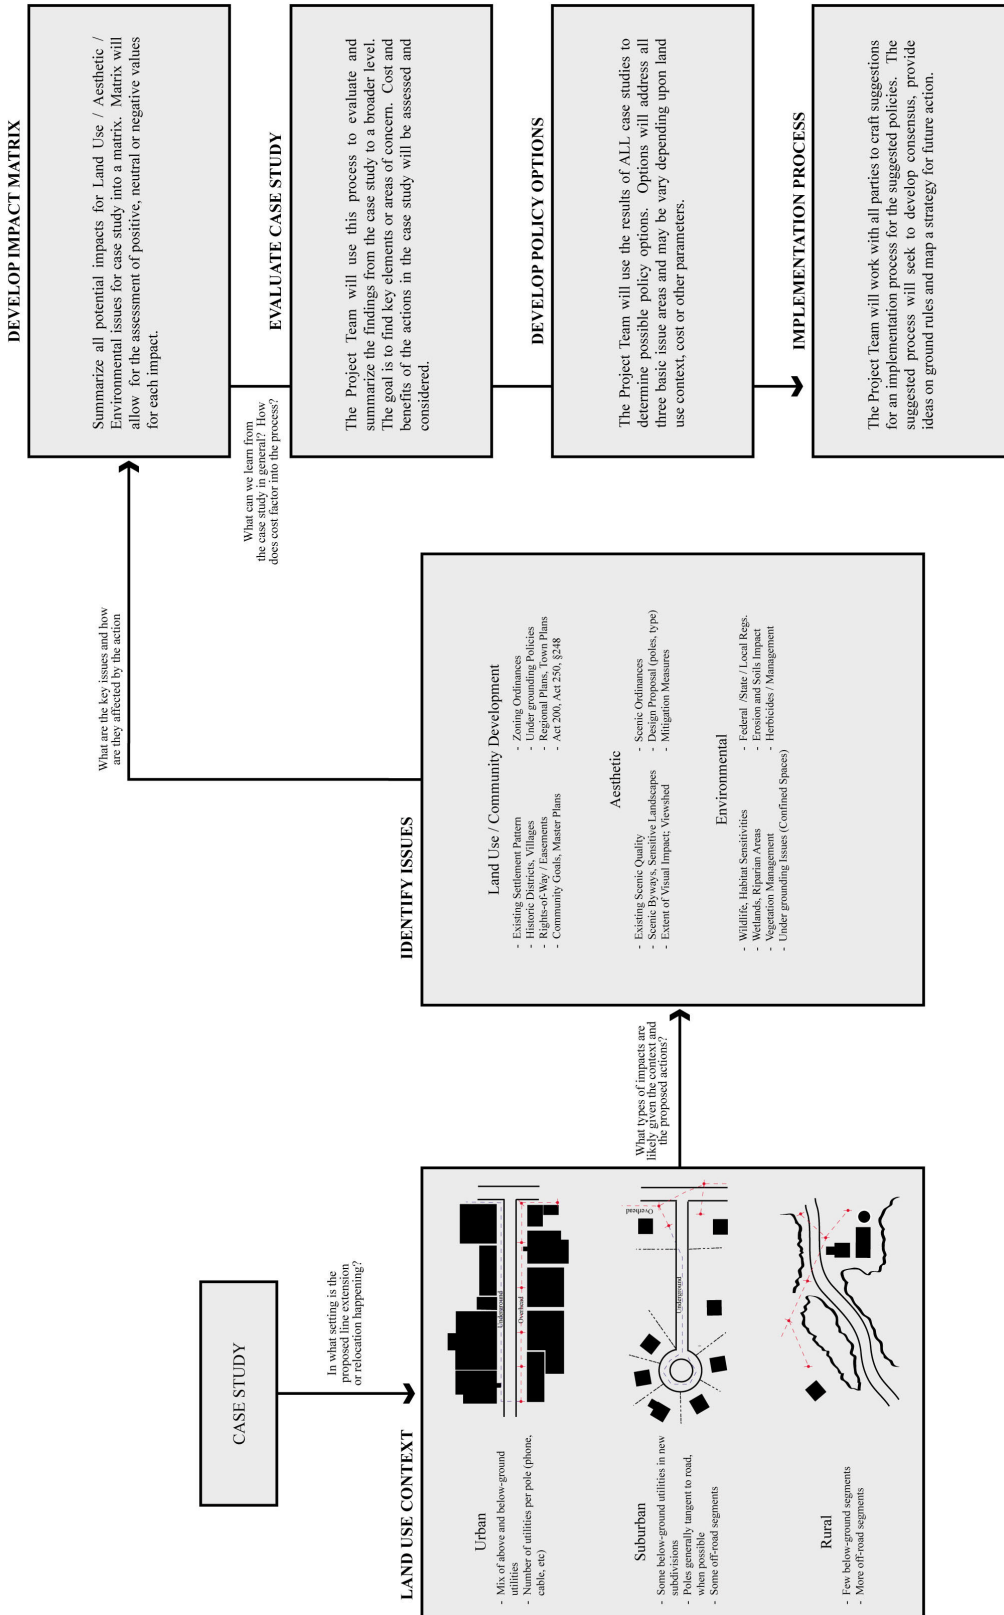 CASE STUDY
In what setting is the
proposed line extension
or relocation happening?
LAND USE CONTEXT
Urban
- Mix of above and below-ground
utilities
- Number of utilities per pole (phone,
cable, etc)
Underground
Overhead
Suburban
- Some below-ground utilities in new
subdivisions
- Poles generally tangent to road,
when possible
- Some off-road segments
Underground
Overhead
Rural
- Few below-ground segments
- More off-road segments
What types of impacts are
likely given the context and
the proposed actions?
IDENTIFY ISSUES
Land Use / Community Development
- Existing Settlement Pattern
- Historic Districts, Villages
- Rights-of-Way / Easements
- Community Goals, Master Plans
- Zoning Ordinances
- Under grounding Policies
- Regional Plans, Town Plans
- Act 200, Act 250, §248
Aesthetic
- Existing Scenic Quality
- Scenic Byways, Sensitive Landscapes
- Extent of Visual Impact; Viewshed
- Scenic Ordinances
- Design Proposal (poles, type)
- Mitigation Measures
Environmental
- Wildlife, Habitat Sensitivities
- Wetlands, Riparian Areas
- Vegetation Management
- Under grounding Issues (Confined Spaces)
- Federal /State / Local Regs.
- Erosion and Soils Impact
- Herbicides / Management
What are the key issues and how
are they affected by the action
DEVELOP IMPACT MATRIX
Summarize all potential impacts for Land Use / Aesthetic /
Environmental issues for case study into a matrix. Matrix will
allow for the assessment of positive, neutral or negative values
for each impact.
What can we learn from
the case study in general? How
does cost factor into the process?
EVALUATE CASE STUDY
The Project Team will use this process to evaluate and
summarize the findings from the case study to a broader level.
The goal is to find key elements or areas of concern. Cost and
benefits of the actions in the case study will be assessed and
considered.
DEVELOP POLICY OPTIONS
The Project Team will use the results of ALL case studies to
determine possible policy options. Options will address all
three basic issue areas and may be vary depending upon land
use context, cost or other parameters.
IMPLEMENTATION PROCESS
The Project Team will work with all parties to craft suggestions
for an implementation process for the suggested policies. The
suggested process will seek to develop consensus, provide
ideas on ground rules and map a strategy for future action.